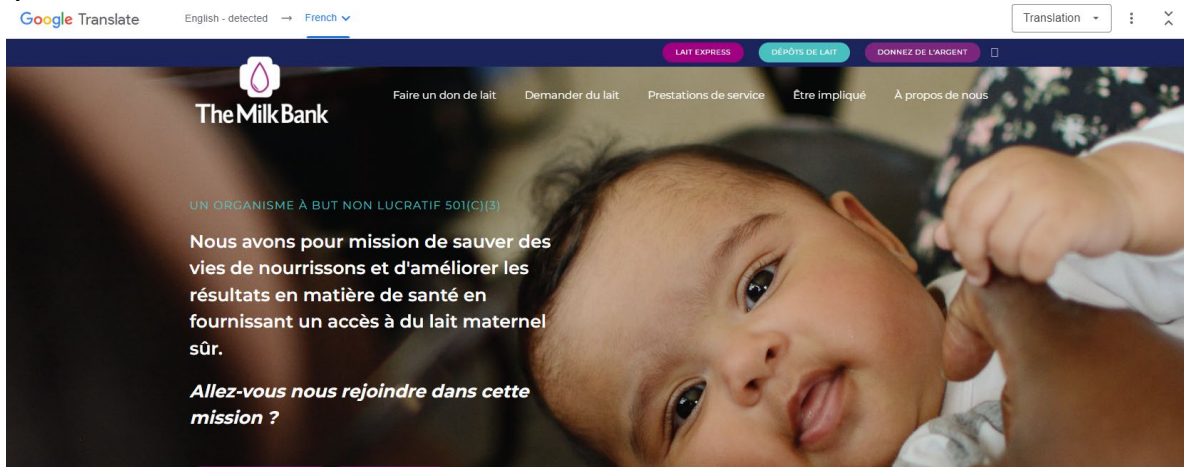 Google Translate
English - detected → French
Translation
LAIT EXPRESS
DÉPÔTS DE LAIT
DONNEZ DE L'ARGENT
The Milk Bank
Faire un don de lait
Demander du lait
Prestations de service
Être impliqué
À propos de nous
UN ORGANISME À BUT NON LUCRATIF 501(C)(3)
Nous avons pour mission de sauver des
vies de nourrissons et d'améliorer les
résultats en matière de santé en
fournissant un accès à du lait maternel
sûr.
Allez-vous nous rejoindre dans cette
mission ?